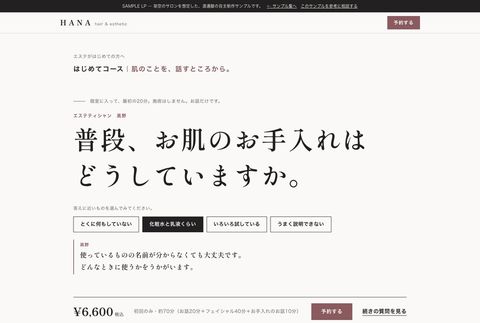 SAMPLE LP — 架空のサロンを想定した、渡邊顕の自主制作サンプルです。 ← サンプル集へ このサンプルを参考に相談する
HANA hair & esthetic 予約する
エステがはじめての方へ
はじめてコース｜肌のことを、話すところから。
個室に入って、最初の20分。施術はしません。お話だけです。
エステティシャン 高野
普段、お肌のお手入れは
どうしていますか。
答えに近いものを選んでみてください。
とくに何もしていない 化粧水と乳液くらい いろいろ試している うまく説明できない
高野
使っているものの名前が分からなくても大丈夫です。
どんなときに使うかをうかがいます。
¥6,600 税込 初回のみ・約70分（お話20分＋フェイシャル40分＋お手入れのお話10分） 予約する 続きの質問を見る